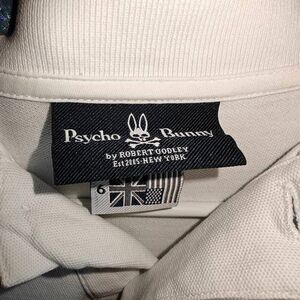 Psycho Bunny
by ROBERT GODLEY
Est 2005-NEW YORK
6